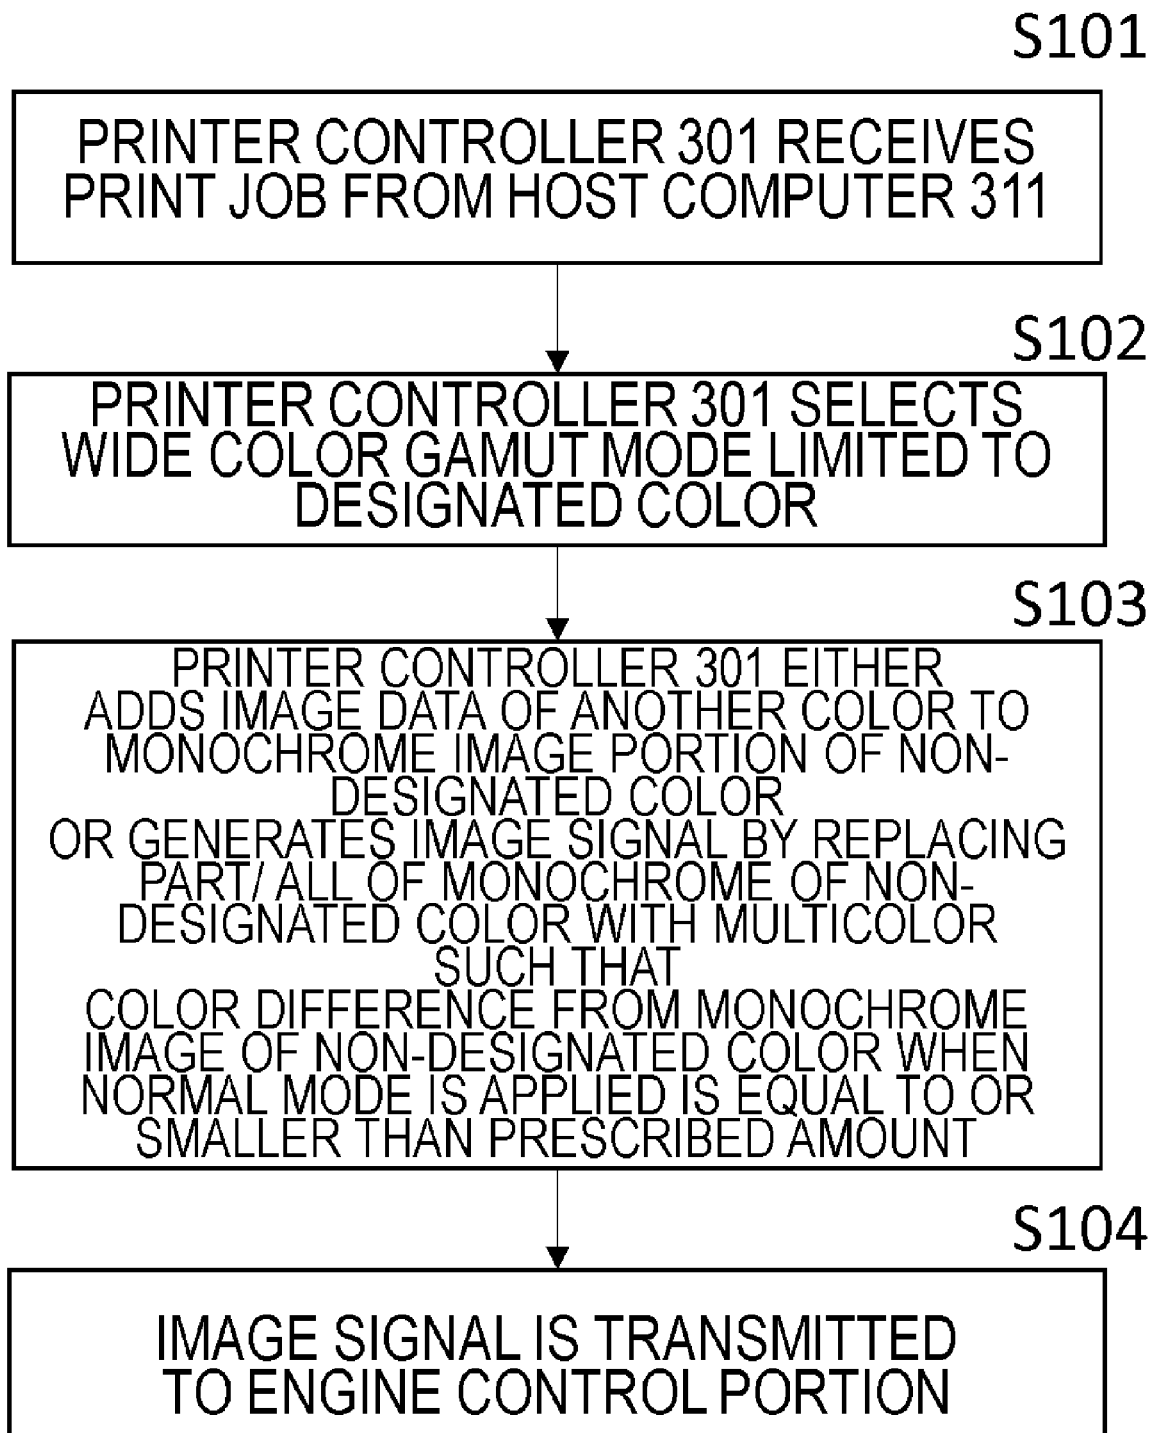 S101
PRINTER CONTROLLER 301 RECEIVES
PRINT JOB FROM HOST COMPUTER 311
S102
PRINTER CONTROLLER 301 SELECTS
WIDE COLOR GAMUT MODE LIMITED TO
DESIGNATED COLOR
S103
PRINTER CONTROLLER 301 EITHER
ADDS IMAGE DATA OF ANOTHER COLOR TO
MONOCHROME IMAGE PORTION OF NON-
DESIGNATED COLOR
OR GENERATES IMAGE SIGNAL BY REPLACING
PART/ ALL OF MONOCHROME OF NON-
DESIGNATED COLOR WITH MULTICOLOR
SUCH THAT
COLOR DIFFERENCE FROM MONOCHROME
IMAGE OF NON-DESIGNATED COLOR WHEN
NORMAL MODE IS APPLIED IS EQUAL TO OR
SMALLER THAN PRESCRIBED AMOUNT
S104
IMAGE SIGNAL IS TRANSMITTED
TO ENGINE CONTROL PORTION